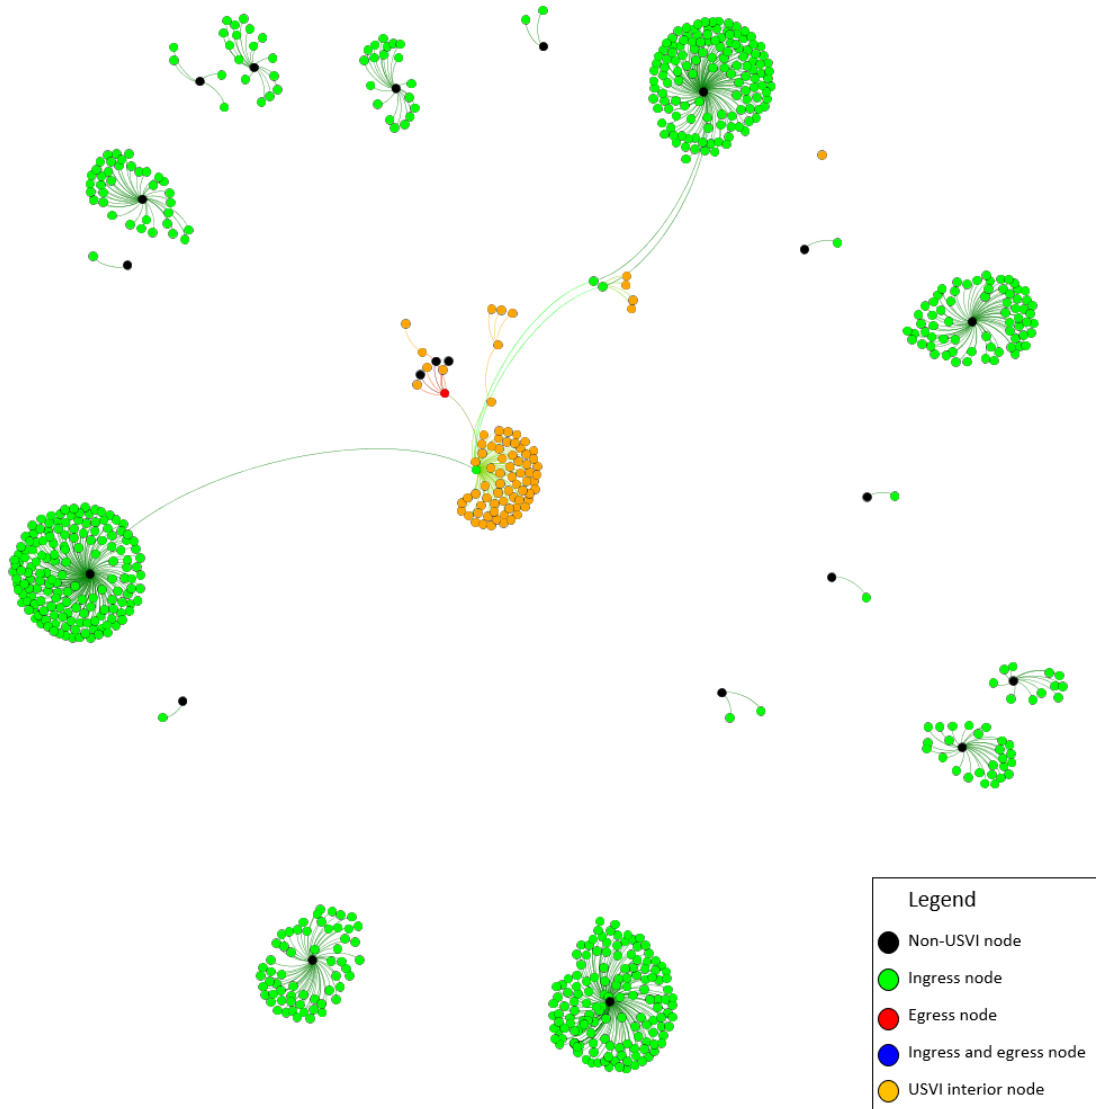 Legend
Non-USVI node
Ingress node
Egress node
Ingress and egress node
USVI interior node